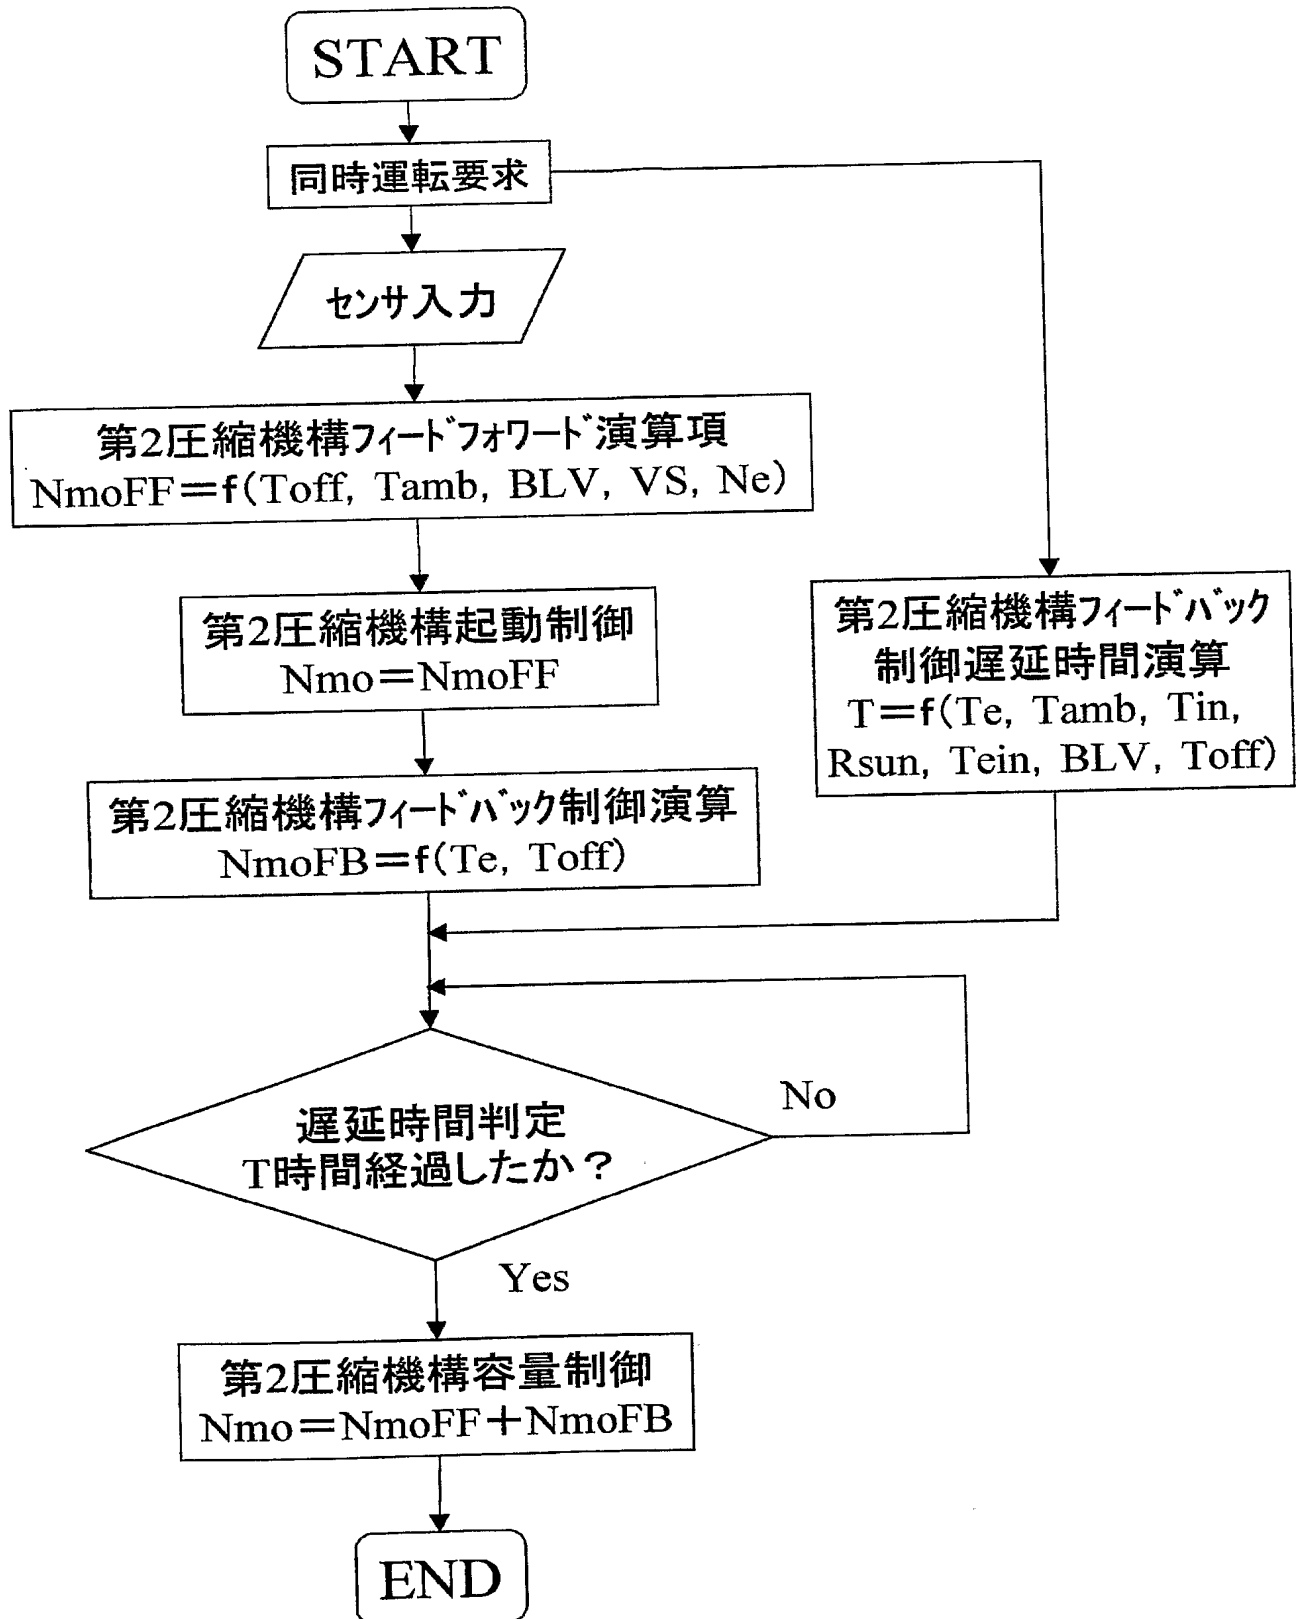 START
同時運転要求
センサ入力
第2圧縮機構フィードフォワード演算項
NmoFF=f(Toff, Tamb, BLV, VS, Ne)
第2圧縮機構起動制御
Nmo=NmoFF
第2圧縮機構フィードバック制御演算
NmoFB=f(Te, Toff)
第2圧縮機構フィードバック
制御遅延時間演算
T=f(Te, Tamb, Tin,
Rsun, Tein, BLV, Toff)
遅延時間判定
T時間経過したか?
No
Yes
第2圧縮機構容量制御
Nmo=NmoFF+NmoFB
END